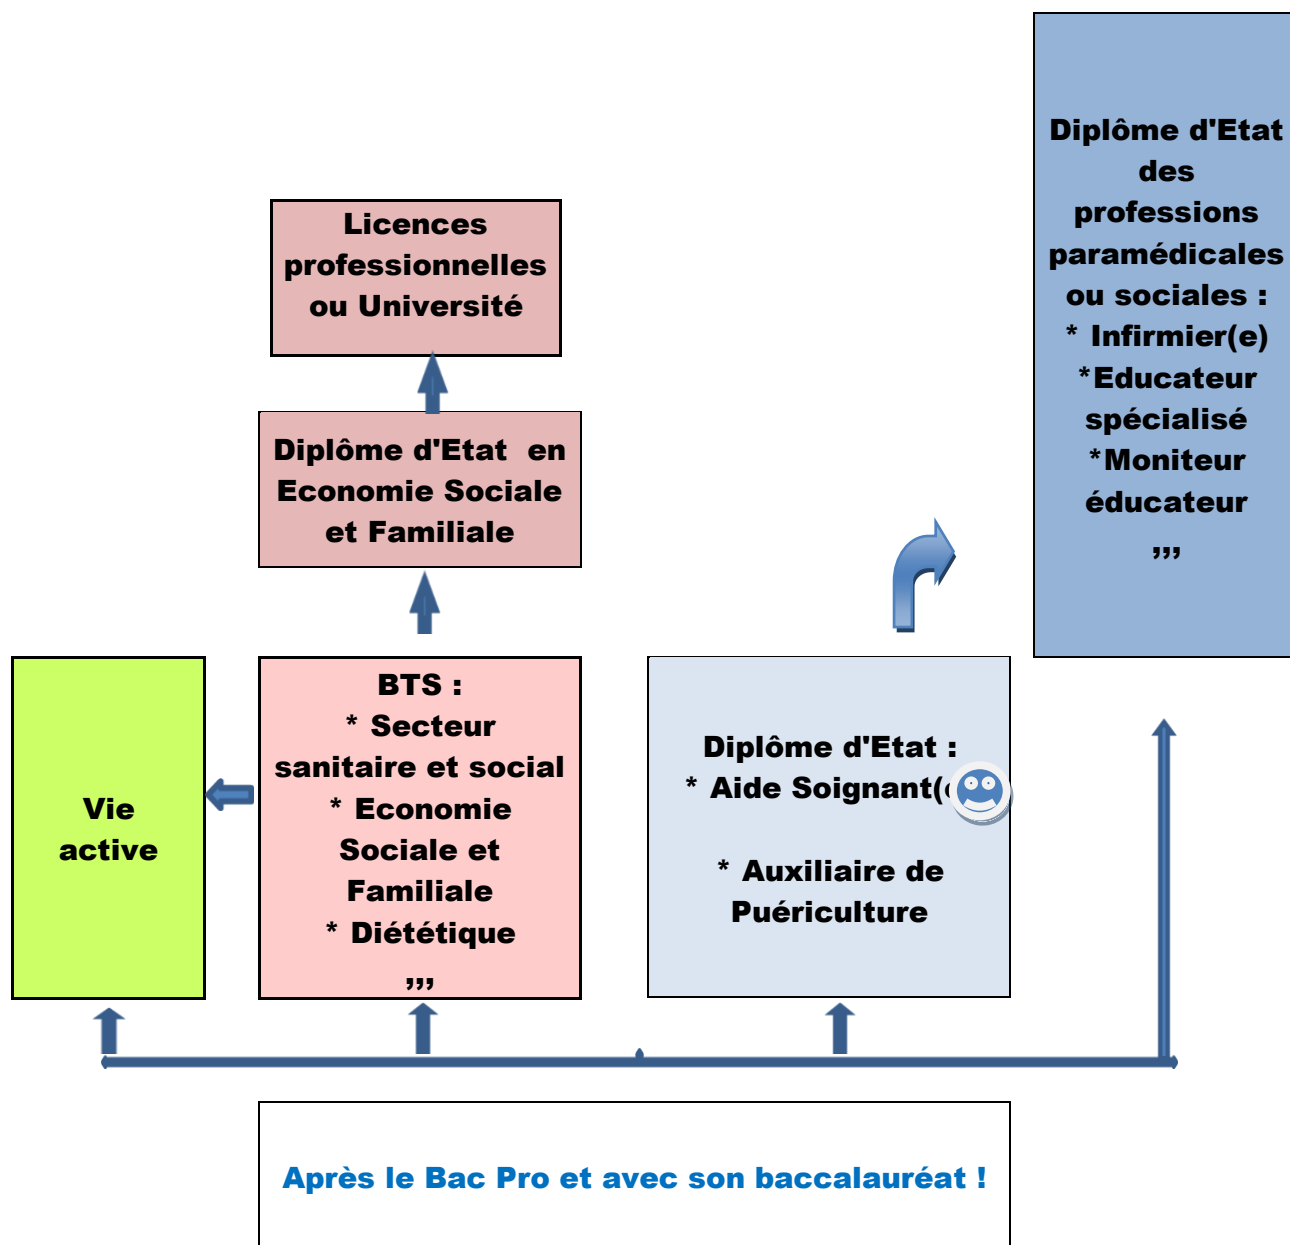 Diplôme d'Etat
des
professions
paramédicales
ou sociales :
* Infirmier(e)
*Educateur
spécialisé
*Moniteur
éducateur
,,,
Licences
professionnelles
ou Université
Diplôme d'Etat en
Economie Sociale
et Familiale
Vie
active
BTS :
* Secteur
sanitaire et social
* Economie
Sociale et
Familiale
* Diététique
,,,
Diplôme d'Etat :
* Aide Soignant(
* Auxiliaire de
Puériculture
Après le Bac Pro et avec son baccalauréat !